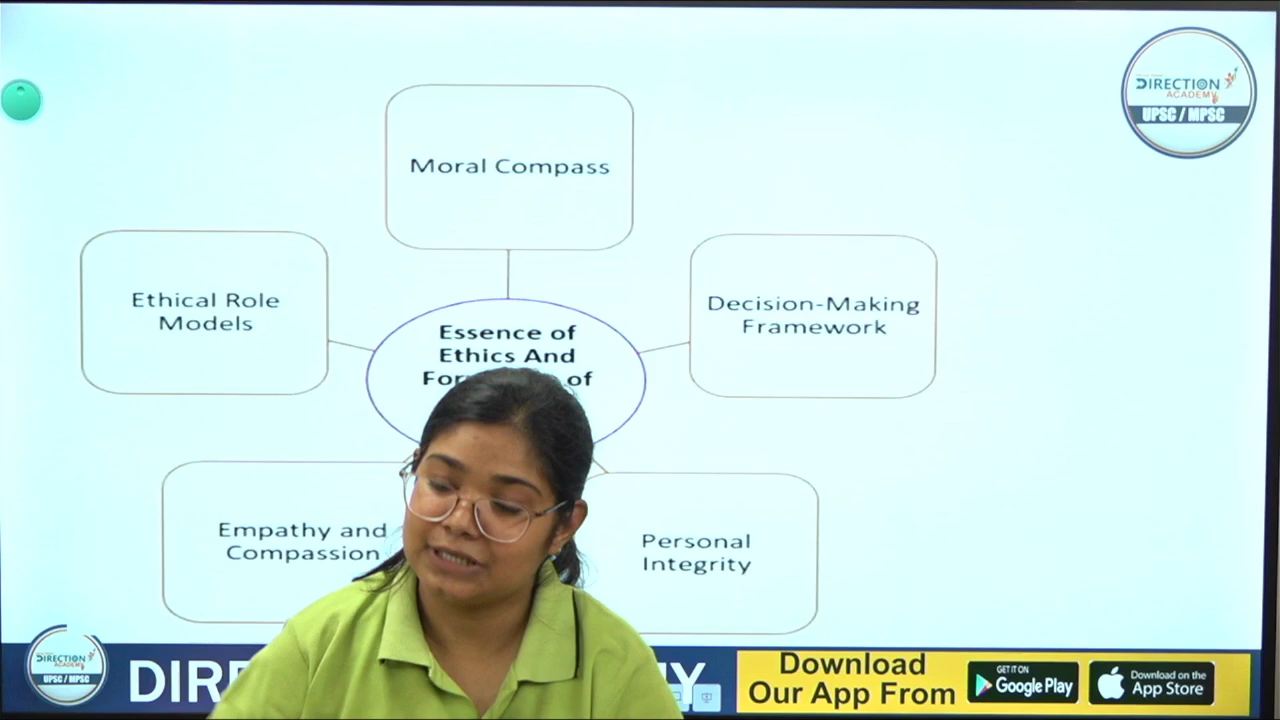 DIRECTION
ACADEMY
UPSC / MPSC
Moral Compass
Ethical Role
Models
Decision-Making
Framework
Essence of
Ethics And
of
Empathy and
Compassion
Personal
Integrity
DIRECTION
ACADEMY
UPSC / MPSC
Download
Our App From
GET IT ON
Google Play
Download on the
App Store